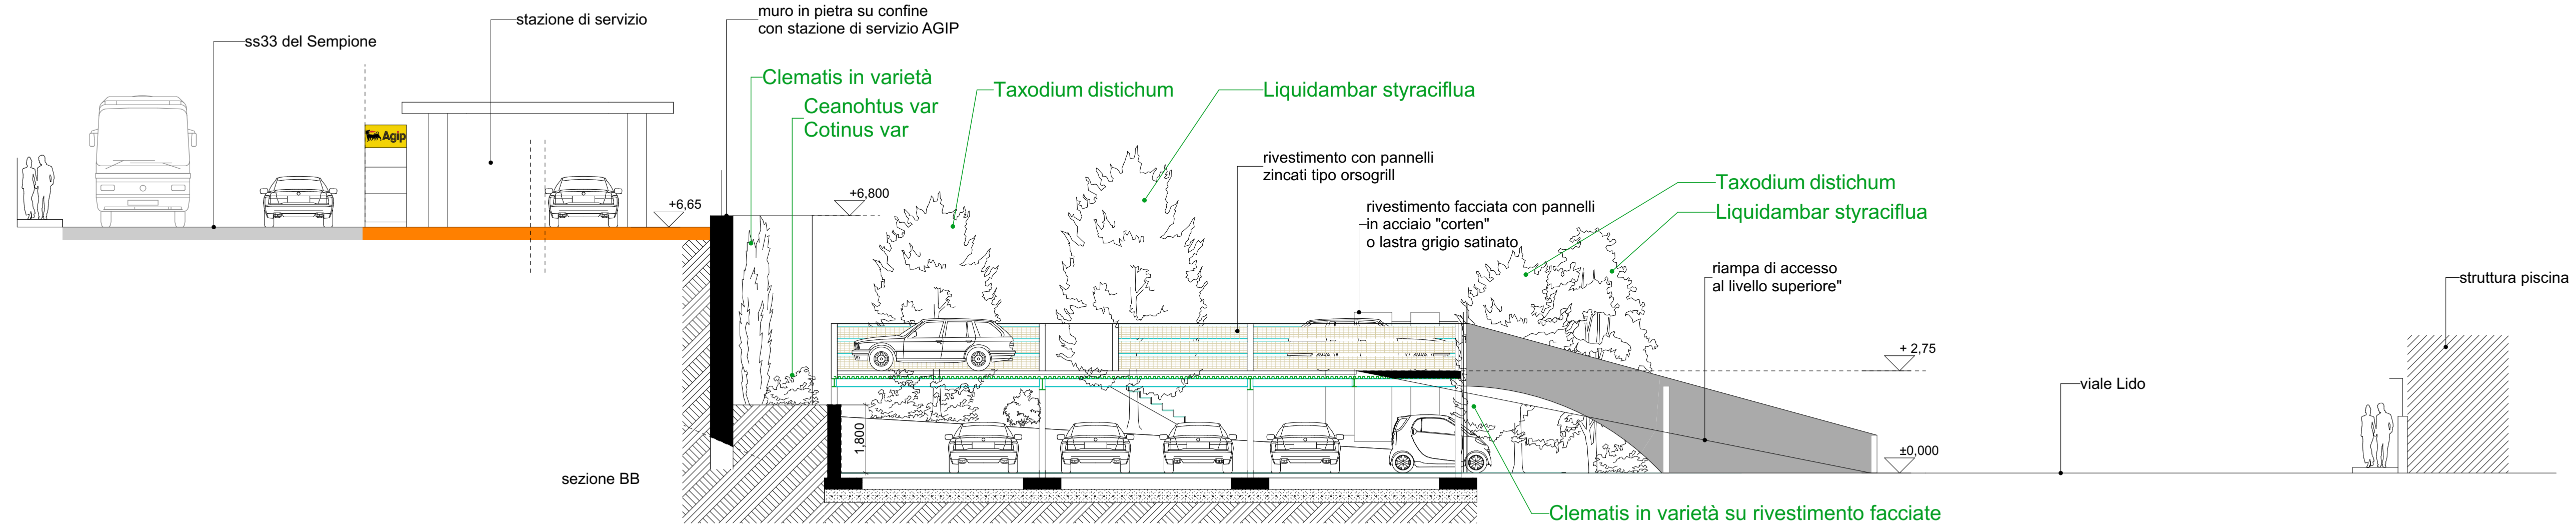 stazione di servizio
muro in pietra su confine
con stazione di servizio AGIP
ss33 del Sempione
Clematis in varietà
Ceanohtus var
Cotinus var
Taxodium distichum
Liquidambar styraciflua
Agip
rivestimento con pannelli
zincati tipo orsogrill
Taxodium distichum
Liquidambar styraciflua
+6,65
+6,800
rivestimento facciata con pannelli
in acciaio "corten"
o lastra grigio satinato
riampa di accesso
al livello superiore"
struttura piscina
+ 2,75
viale Lido
1,800
±0,000
sezione BB
Clematis in varietà su rivestimento facciate